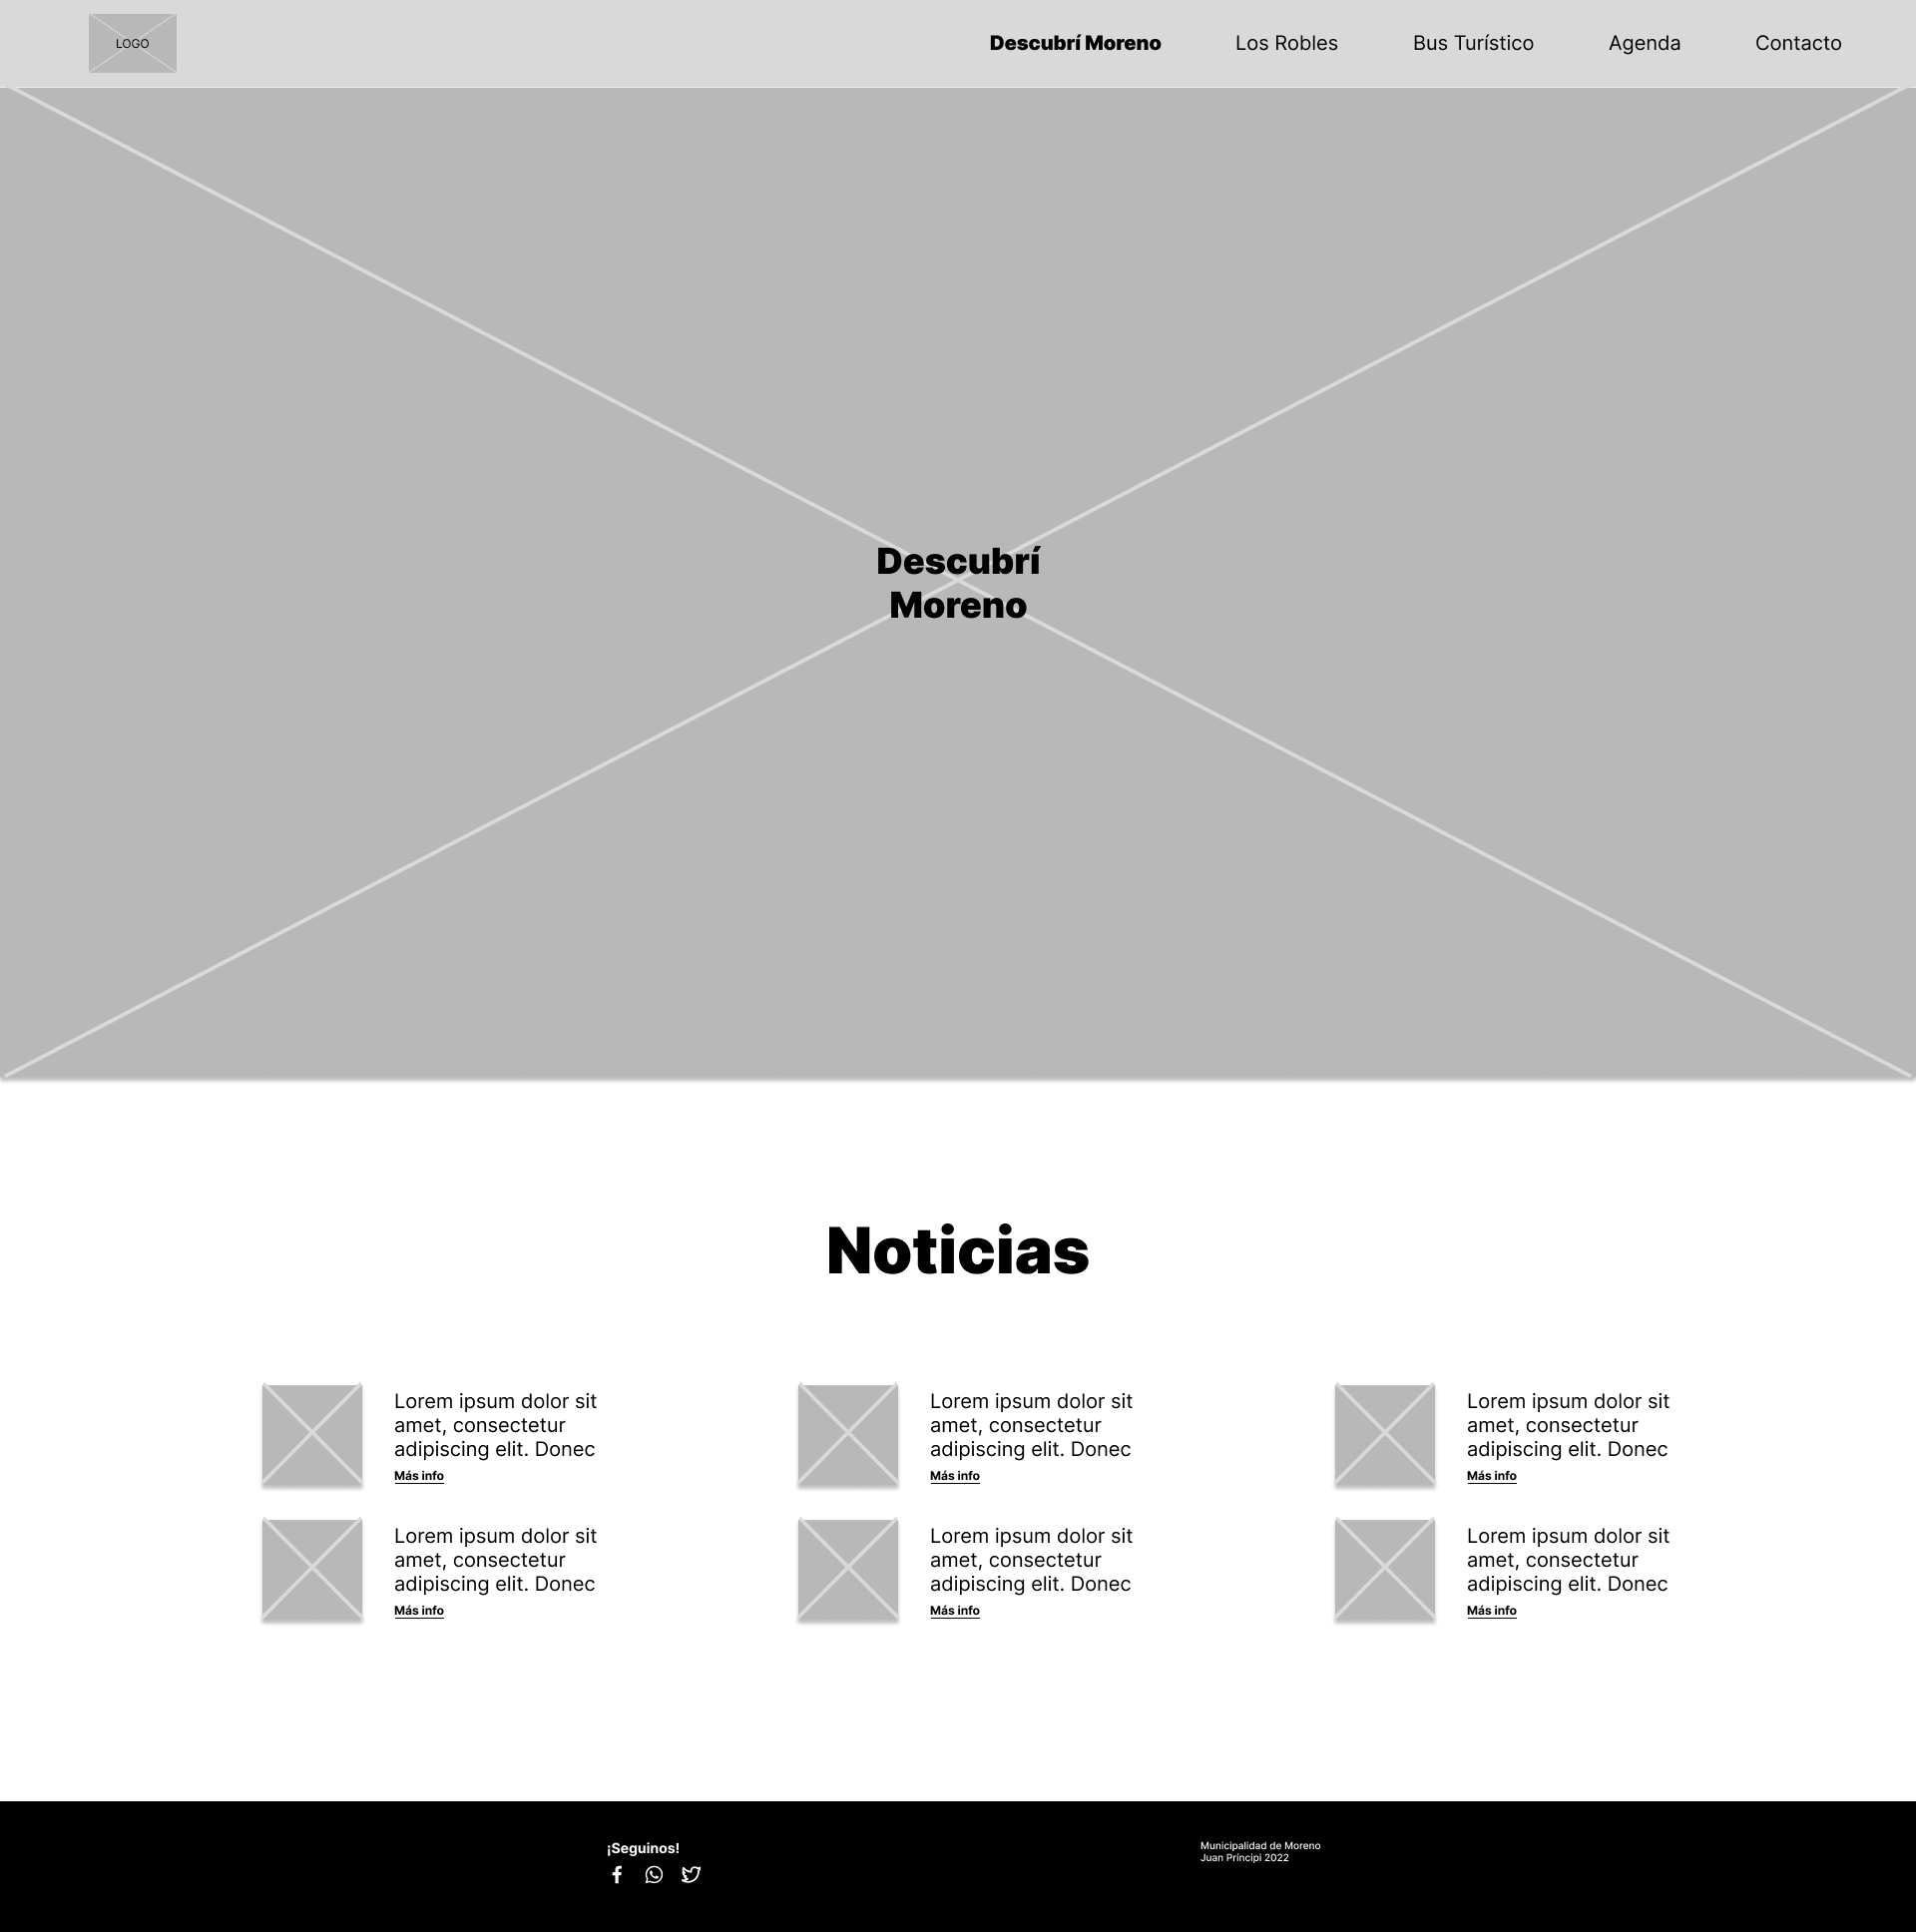 LOGO
Descubrí Moreno
Los Robles
Bus Turístico
Agenda
Contacto
Descubrí
Moreno
Noticias
Lorem ipsum dolor sit
amet, consectetur
adipiscing elit. Donec
Más info
Lorem ipsum dolor sit
amet, consectetur
adipiscing elit. Donec
Más info
Lorem ipsum dolor sit
amet, consectetur
adipiscing elit. Donec
Más info
Lorem ipsum dolor sit
amet, consectetur
adipiscing elit. Donec
Más info
Lorem ipsum dolor sit
amet, consectetur
adipiscing elit. Donec
Más info
Lorem ipsum dolor sit
amet, consectetur
adipiscing elit. Donec
Más info
¡Seguinos!
Municipalidad de Moreno
Juan Príncipi 2022